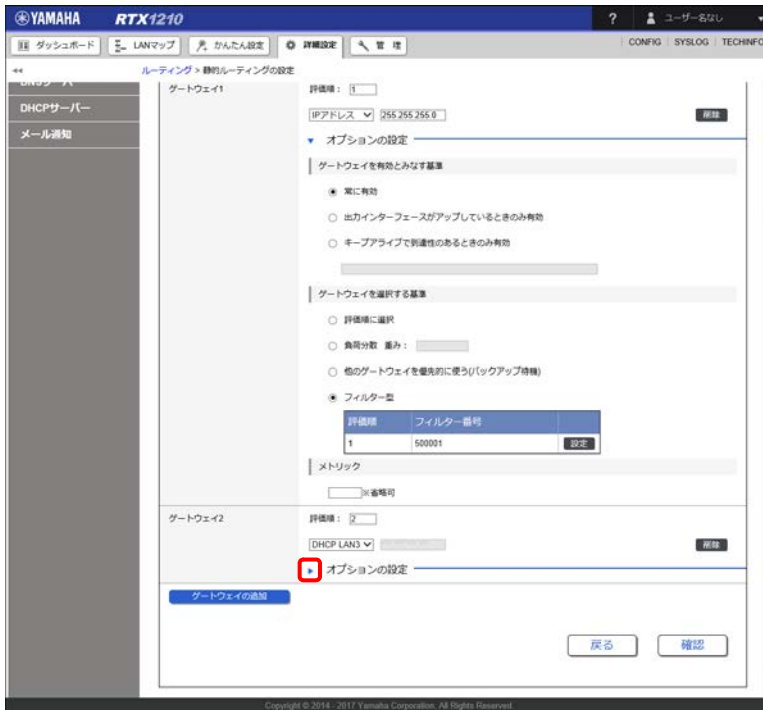 YAMAHA RTX1210 ? ユーザー名なし
ダッシュボード LANマップ かんたん設定 詳細設定 管理 CONFIG SYSLOG TECHINFO
ルーティング > 静的ルーティングの設定
DHCPサーバー
メール通知
ゲートウェイ1 評価順： 1
IPアドレス 255.255.255.0 削除
オプションの設定
ゲートウェイを有効とみなす基準
常に有効
出力インターフェースがアップしているときのみ有効
キープアライブで到達性のあるときのみ有効
ゲートウェイを選択する基準
評価順に選択
負荷分散 重み：
他のゲートウェイを優先的に使う(バックアップ待機)
フィルター型
評価順 フィルター番号
1 500001 設定
メトリック
※省略可
ゲートウェイ2 評価順： 2
DHCP LAN3 削除
オプションの設定
ゲートウェイの追加
戻る 確認
Copyright © 2014 - 2017 Yamaha Corporation. All Rights Reserved.